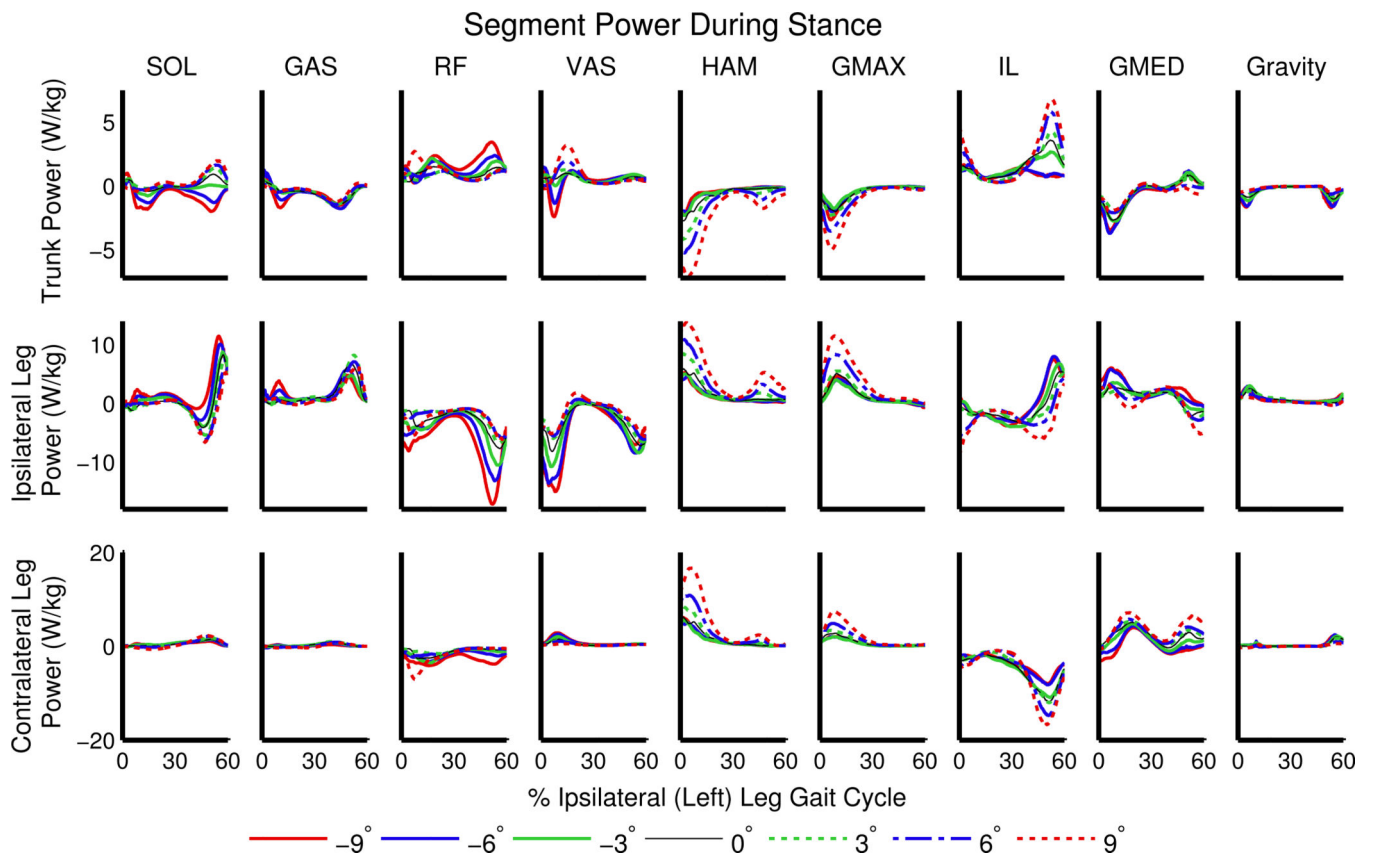 Segment Power During Stance
SOL GAS RF VAS HAM GMAX IL GMED Gravity
Trunk Power (W/kg)
5
0
−5
Ipsilateral Leg
Power (W/kg)
10
0
−10
Contralateral Leg
Power (W/kg)
20
0
−20
0 30 60 0 30 60 0 30 60 0 30 60 0 30 60 0 30 60 0 30 60 0 30 60 0 30 60
% Ipsilateral (Left) Leg Gait Cycle
−9° −6° −3° 0° 3° 6° 9°